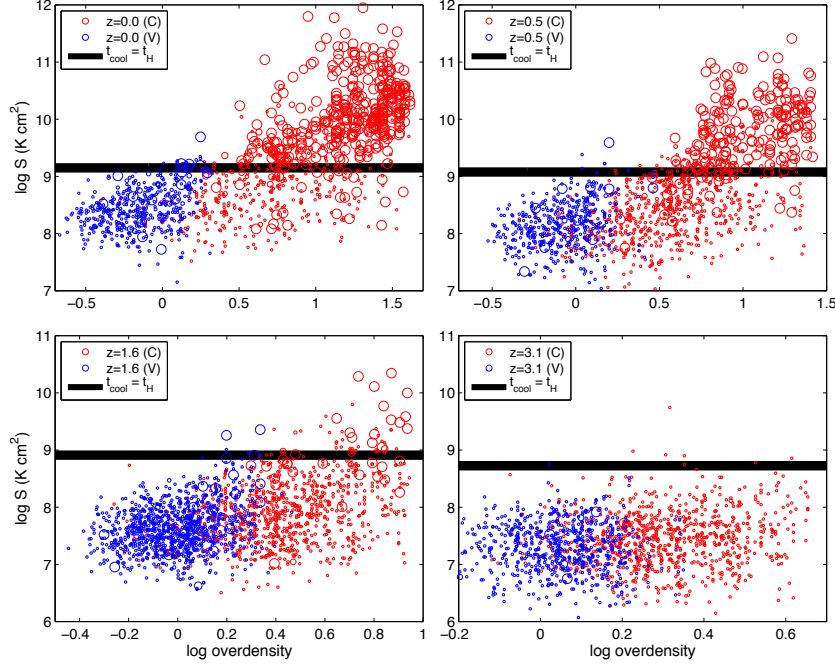 12
11
10
9
8
7
log S (K cm²)
z=0.0 (C)
z=0.0 (V)
t_cool = t_H
−0.5 0 0.5 1 1.5
12
11
10
9
8
7
z=0.5 (C)
z=0.5 (V)
t_cool = t_H
−0.5 0 0.5 1 1.5
11
10
9
8
7
6
log S (K cm²)
z=1.6 (C)
z=1.6 (V)
t_cool = t_H
−0.4 −0.2 0 0.2 0.4 0.6 0.8 1
log overdensity
11
10
9
8
7
6
z=3.1 (C)
z=3.1 (V)
t_cool = t_H
−0.2 0 0.2 0.4 0.6
log overdensity